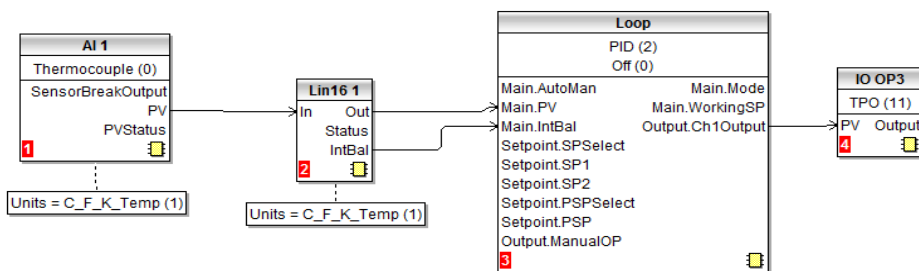 AI 1
Thermocouple (0)
SensorBreakOutput
PV
PVStatus
1
Units = C_F_K_Temp (1)
Lin16 1
In Out
Status
IntBal
2
Units = C_F_K_Temp (1)
Loop
PID (2)
Off (0)
Main.AutoMan Main.Mode
Main.PV Main.WorkingSP
Main.IntBal Output.Ch1Output
Setpoint.SPSelect
Setpoint.SP1
Setpoint.SP2
Setpoint.PSPSelect
Setpoint.PSP
Output.ManualOP
3
IO OP3
TPO (11)
PV Output
4